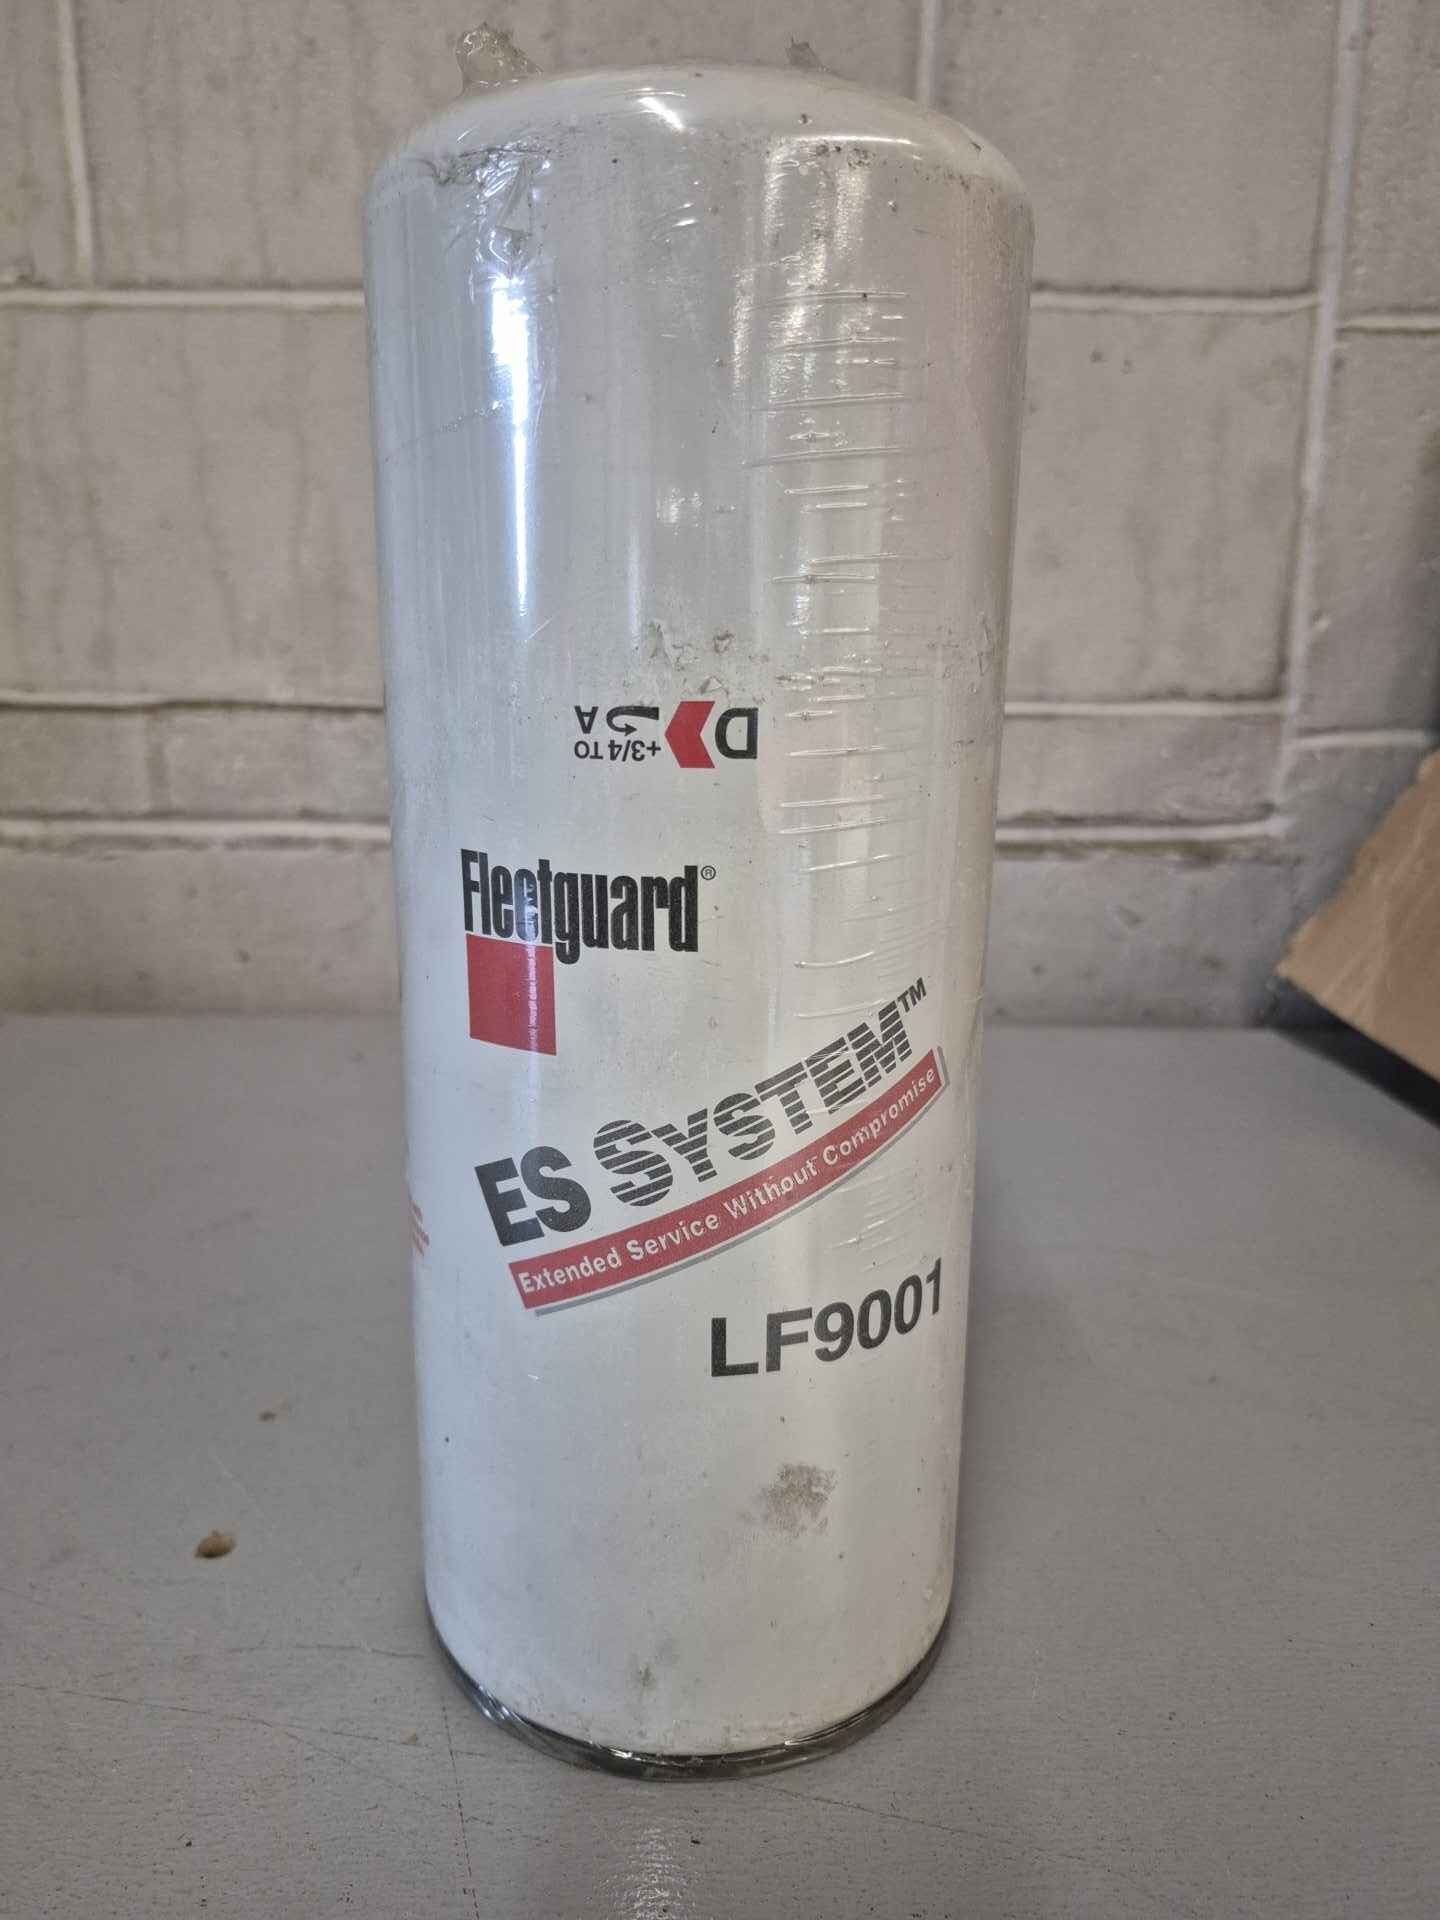 D
+3/4 TO
A
Fleetguard®
ES SYSTEM™
Extended Service Without Compromise
LF9001